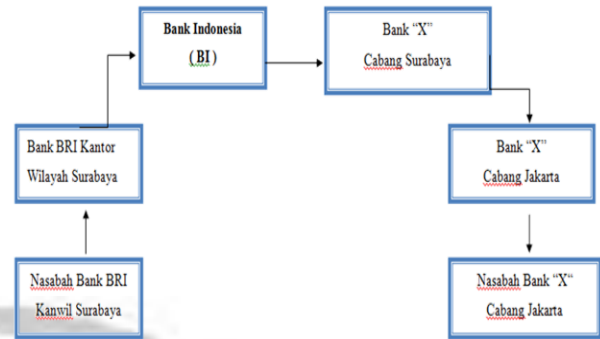 Bank Indonesia
( BI )
Bank “X”
Cabang Surabaya
Bank BRI Kantor
Wilayah Surabaya
Bank “X”
Cabang Jakarta
Nasabah Bank BRI
Kanwil Surabaya
Nasabah Bank “X“
Cabang Jakarta